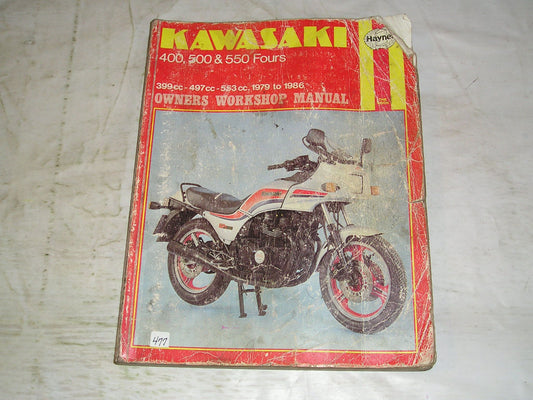 KAWASAKI
Haynes
400, 500 & 550 Fours
399cc - 497cc - 553cc. 1979 to 1986
OWNERS WORKSHOP MANUAL
477